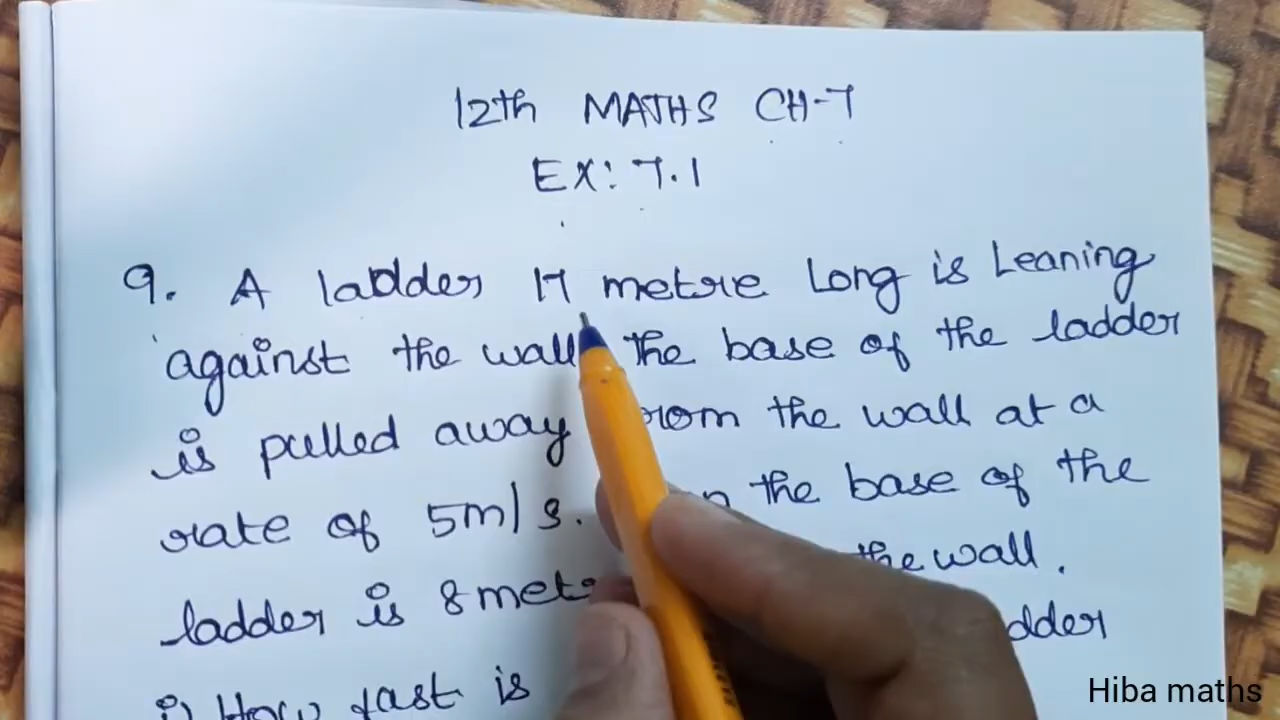 12th MATHS CH-7
EX: 7.1
9. A ladder 17 metre Long is Leaning
against the wall the base of the ladder
is pulled away from the wall at a
rate of 5m/s. the base of the
ladder is 8 the wall.
i) How fast is
Hiba maths